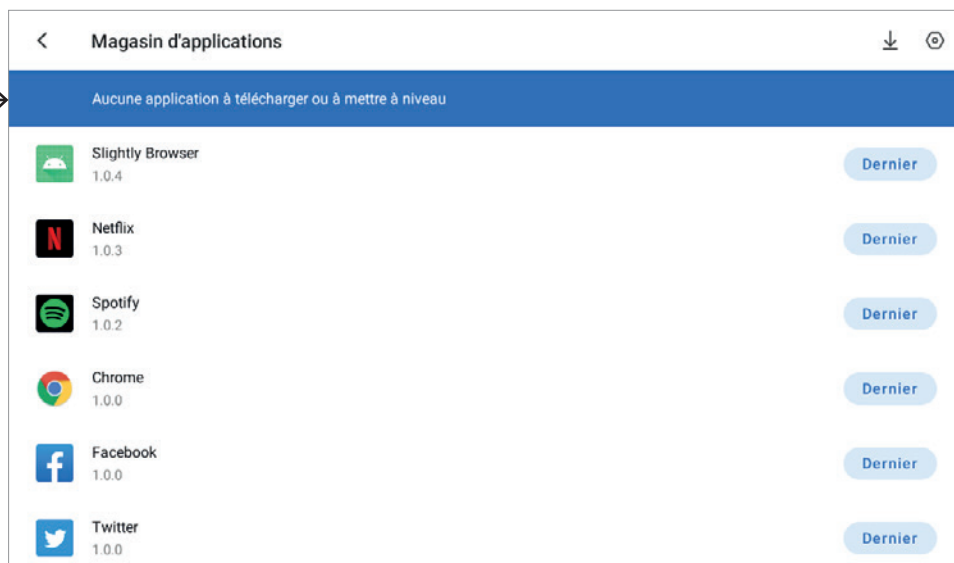 Magasin d'applications
Aucune application à télécharger ou à mettre à niveau
Slightly Browser
1.0.4
Dernier
Netflix
1.0.3
Dernier
Spotify
1.0.2
Dernier
Chrome
1.0.0
Dernier
Facebook
1.0.0
Dernier
Twitter
1.0.0
Dernier